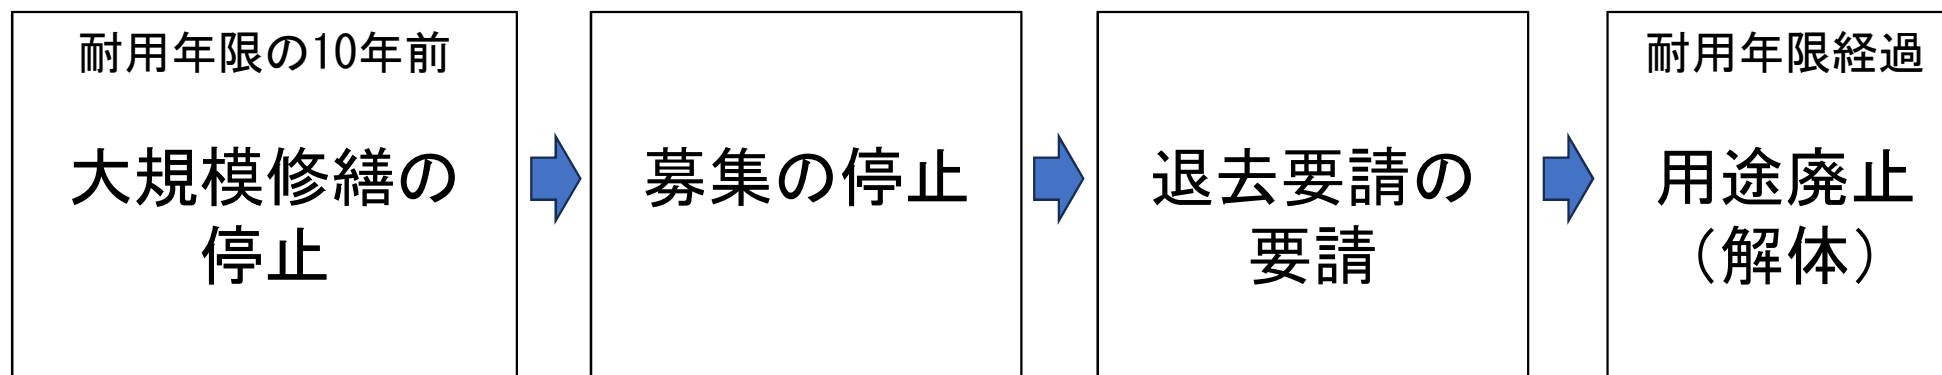 耐用年限の10年前
大規模修繕の
停止
募集の停止
退去要請の
要請
耐用年限経過
用途廃止
（解体）